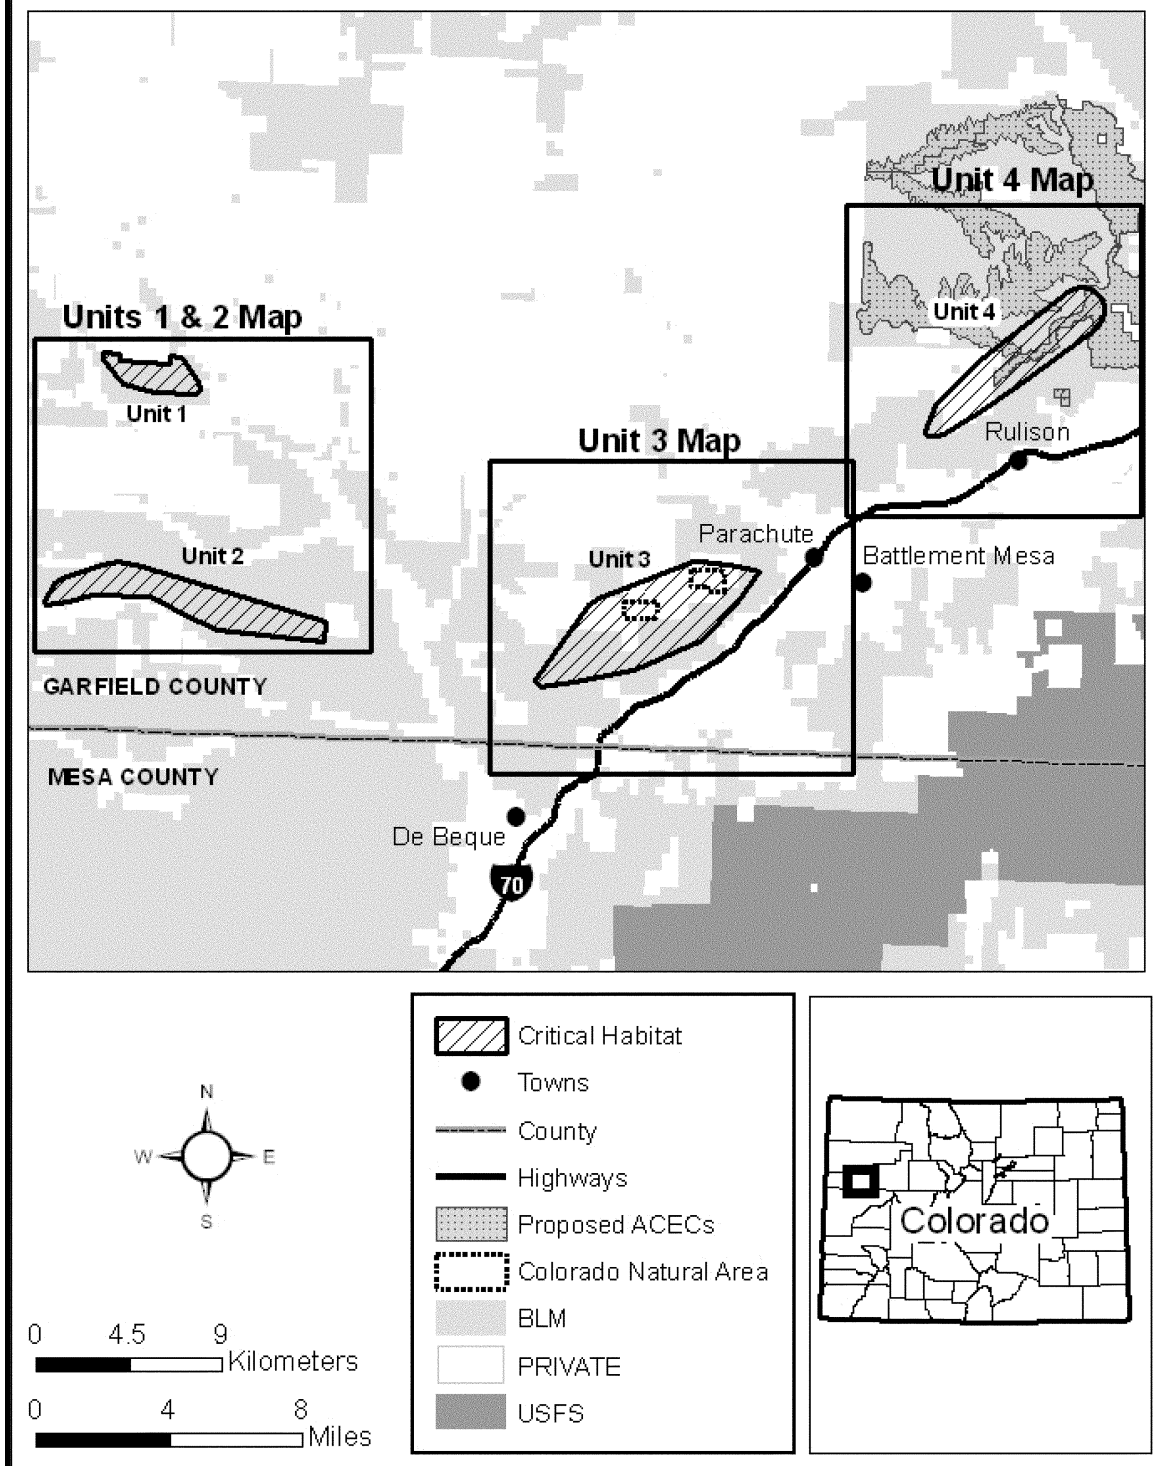 Unit 4 Map
Units 1 & 2 Map
Unit 4
Unit 1
Rulison
Unit 3 Map
Parachute
Unit 2
Unit 3
Battlement Mesa
GARFIELD COUNTY
MESA COUNTY
De Beque
70
Critical Habitat
Towns
County
Highways
Proposed ACECs
Colorado Natural Area
BLM
PRIVATE
USFS
N
W E
S
0 4.5 9
Kilometers
0 4 8
Miles
Colorado